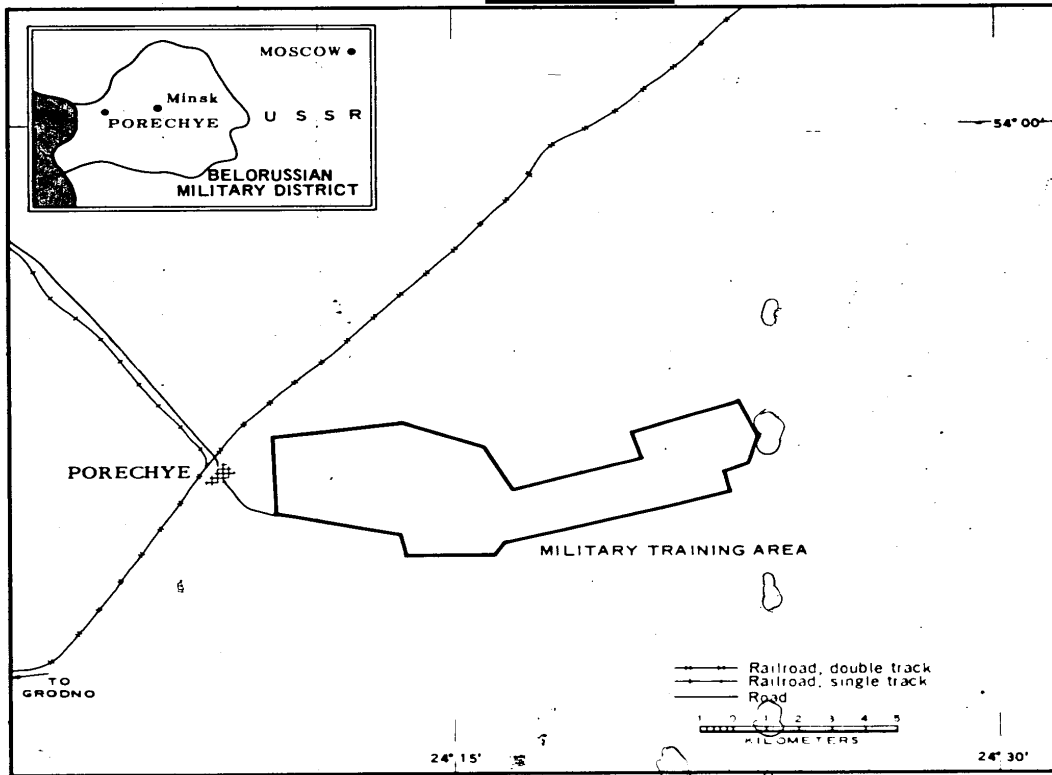 MOSCOW
Minsk
PORECHYE
U S S R
BELORUSSIAN
MILITARY DISTRICT
54° 00'
PORECHYE
MILITARY TRAINING AREA
TO
GRODNO
Railroad, double track
Railroad, single track
Road
1 0 1 2 3 4 5
KILOMETERS
24° 15' 24° 30'